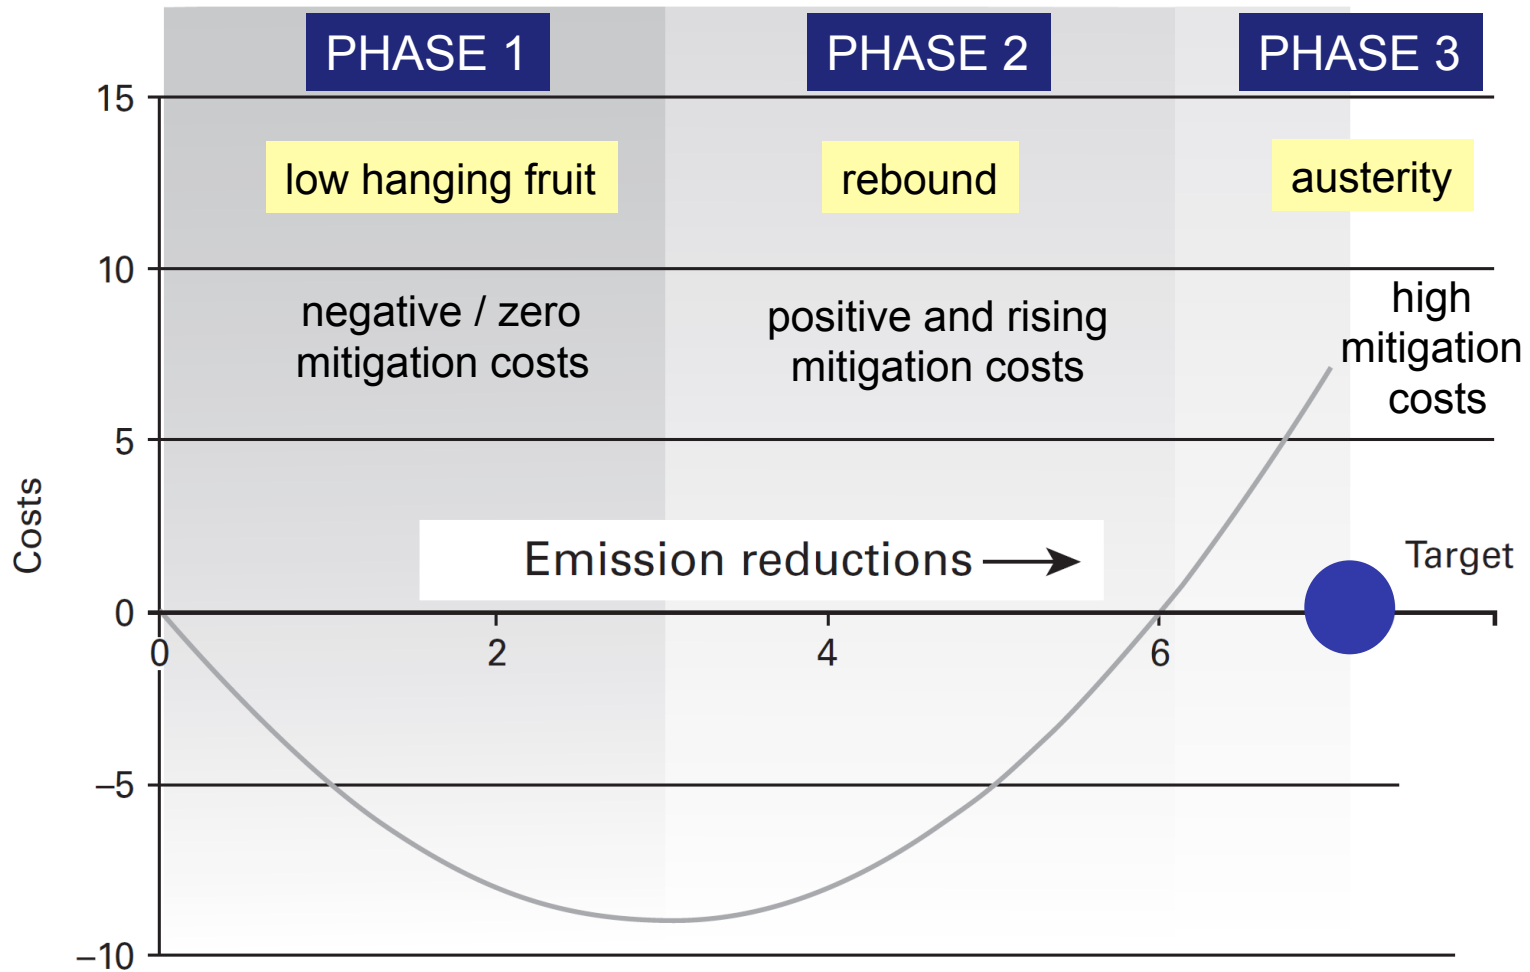 PHASE 1
PHASE 2
PHASE 3
15
low hanging fruit
rebound
austerity
10
negative / zero
mitigation costs
positive and rising
mitigation costs
high
mitigation
costs
5
Costs
Emission reductions
Target
0
0
2
4
6
–5
–10